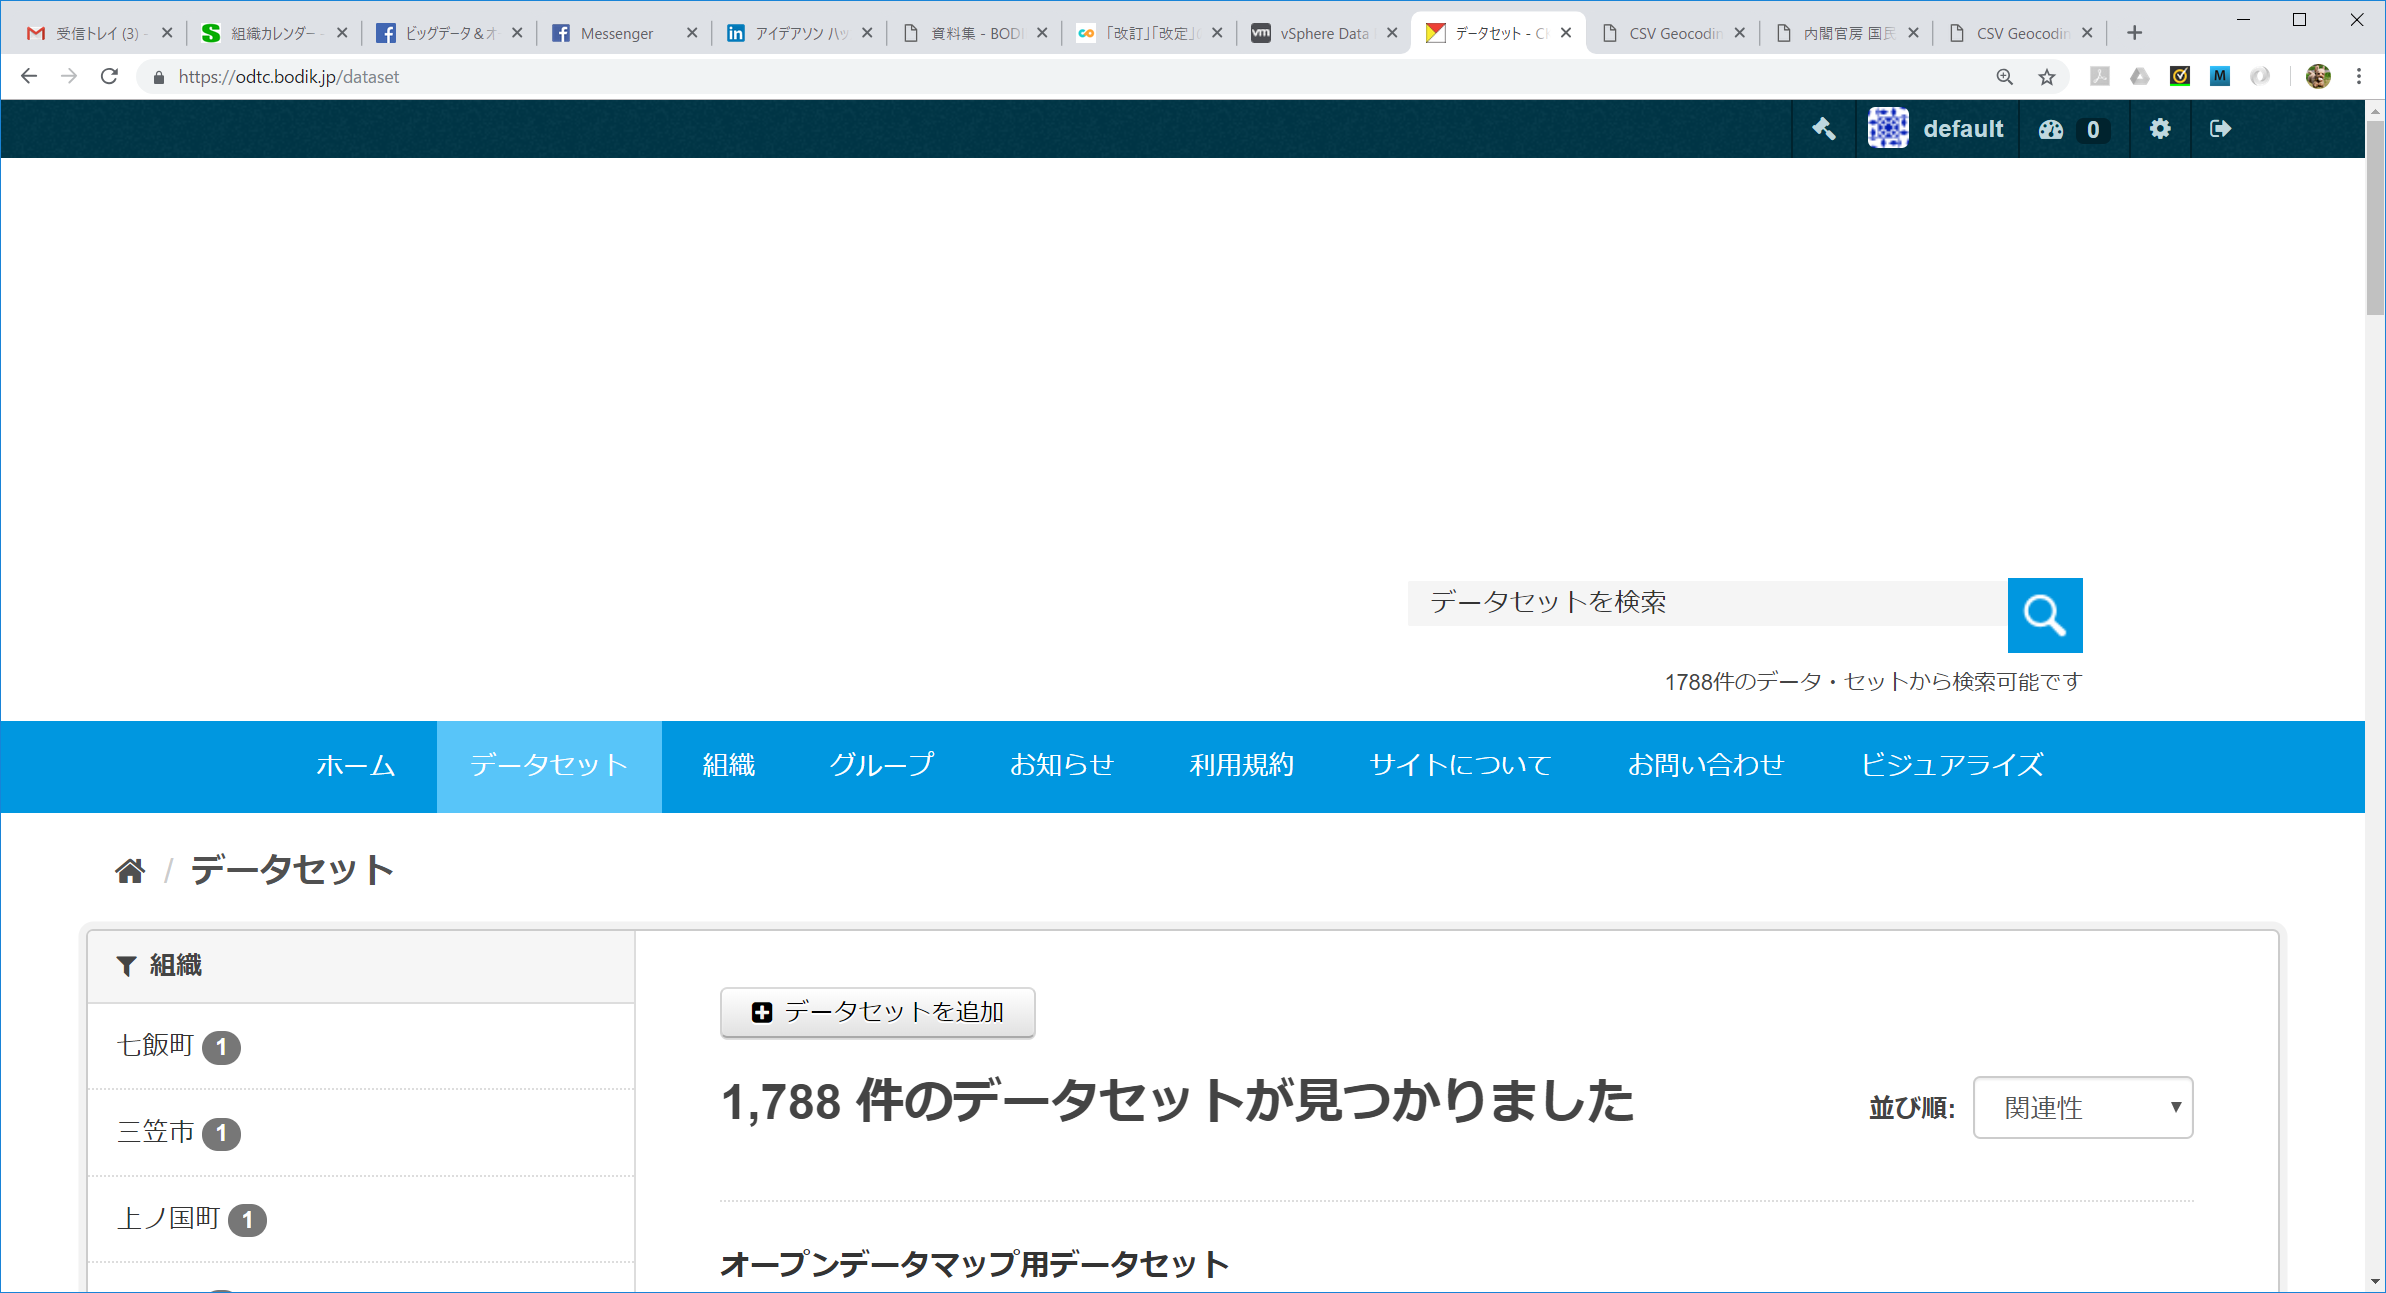 受信トレイ (3) -
組織カレンダー -
ビッグデータ＆オ
Messenger
アイデアソン ハッ
資料集 - BODI
「改訂」「改定」
vSphere Data
データセット - CK
CSV Geocodin
内閣官房 国民
CSV Geocodin
https://odtc.bodik.jp/dataset
default
0
データセットを検索
1788件のデータ・セットから検索可能です
ホーム
データセット
組織
グループ
お知らせ
利用規約
サイトについて
お問い合わせ
ビジュアライズ
/ データセット
組織
七飯町 1
三笠市 1
上ノ国町 1
データセットを追加
1,788 件のデータセットが見つかりました
並び順: 関連性
オープンデータマップ用データセット